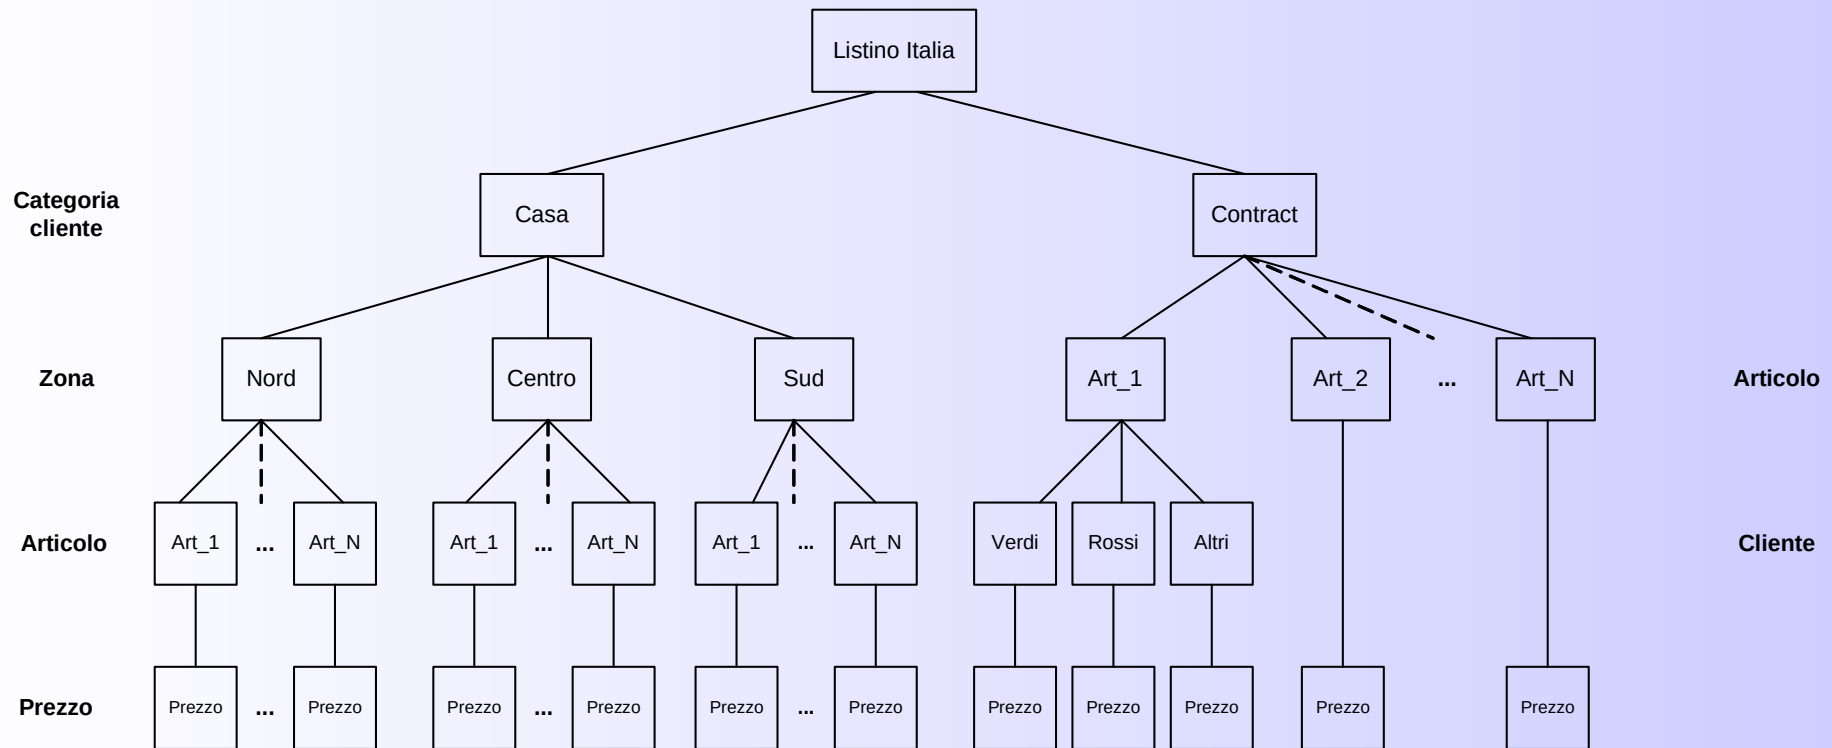 Listino Italia
Categoria
cliente
Casa
Contract
Zona
Nord
Centro
Sud
Art_1
Art_2
...
Art_N
Articolo
Articolo
Art_1
...
Art_N
Art_1
...
Art_N
Art_1
...
Art_N
Verdi
Rossi
Altri
Cliente
Prezzo
Prezzo
...
Prezzo
Prezzo
...
Prezzo
Prezzo
...
Prezzo
Prezzo
Prezzo
Prezzo
Prezzo
Prezzo